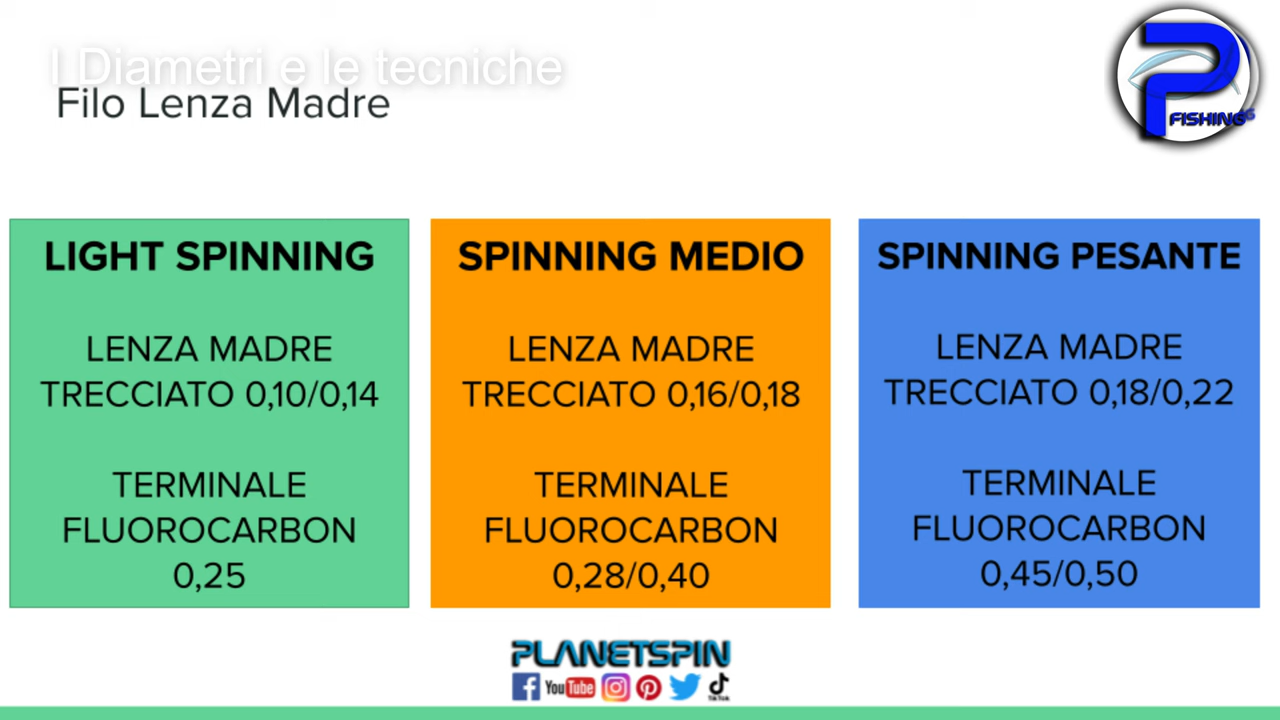 I Diametri e le tecniche
Filo Lenza Madre
FISHING
LIGHT SPINNING
LENZA MADRE
TRECCIATO 0,10/0,14
TERMINALE
FLUOROCARBON
0,25
SPINNING MEDIO
LENZA MADRE
TRECCIATO 0,16/0,18
TERMINALE
FLUOROCARBON
0,28/0,40
SPINNING PESANTE
LENZA MADRE
TRECCIATO 0,18/0,22
TERMINALE
FLUOROCARBON
0,45/0,50
PLANETSPIN
YouTube
TikTok